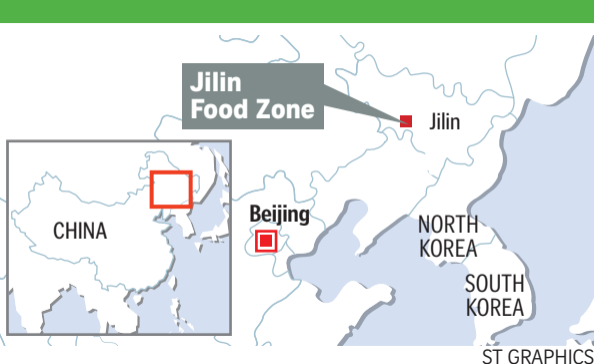 Jilin
Food Zone
Jilin
CHINA
Beijing
NORTH
KOREA
SOUTH
KOREA
ST GRAPHICS